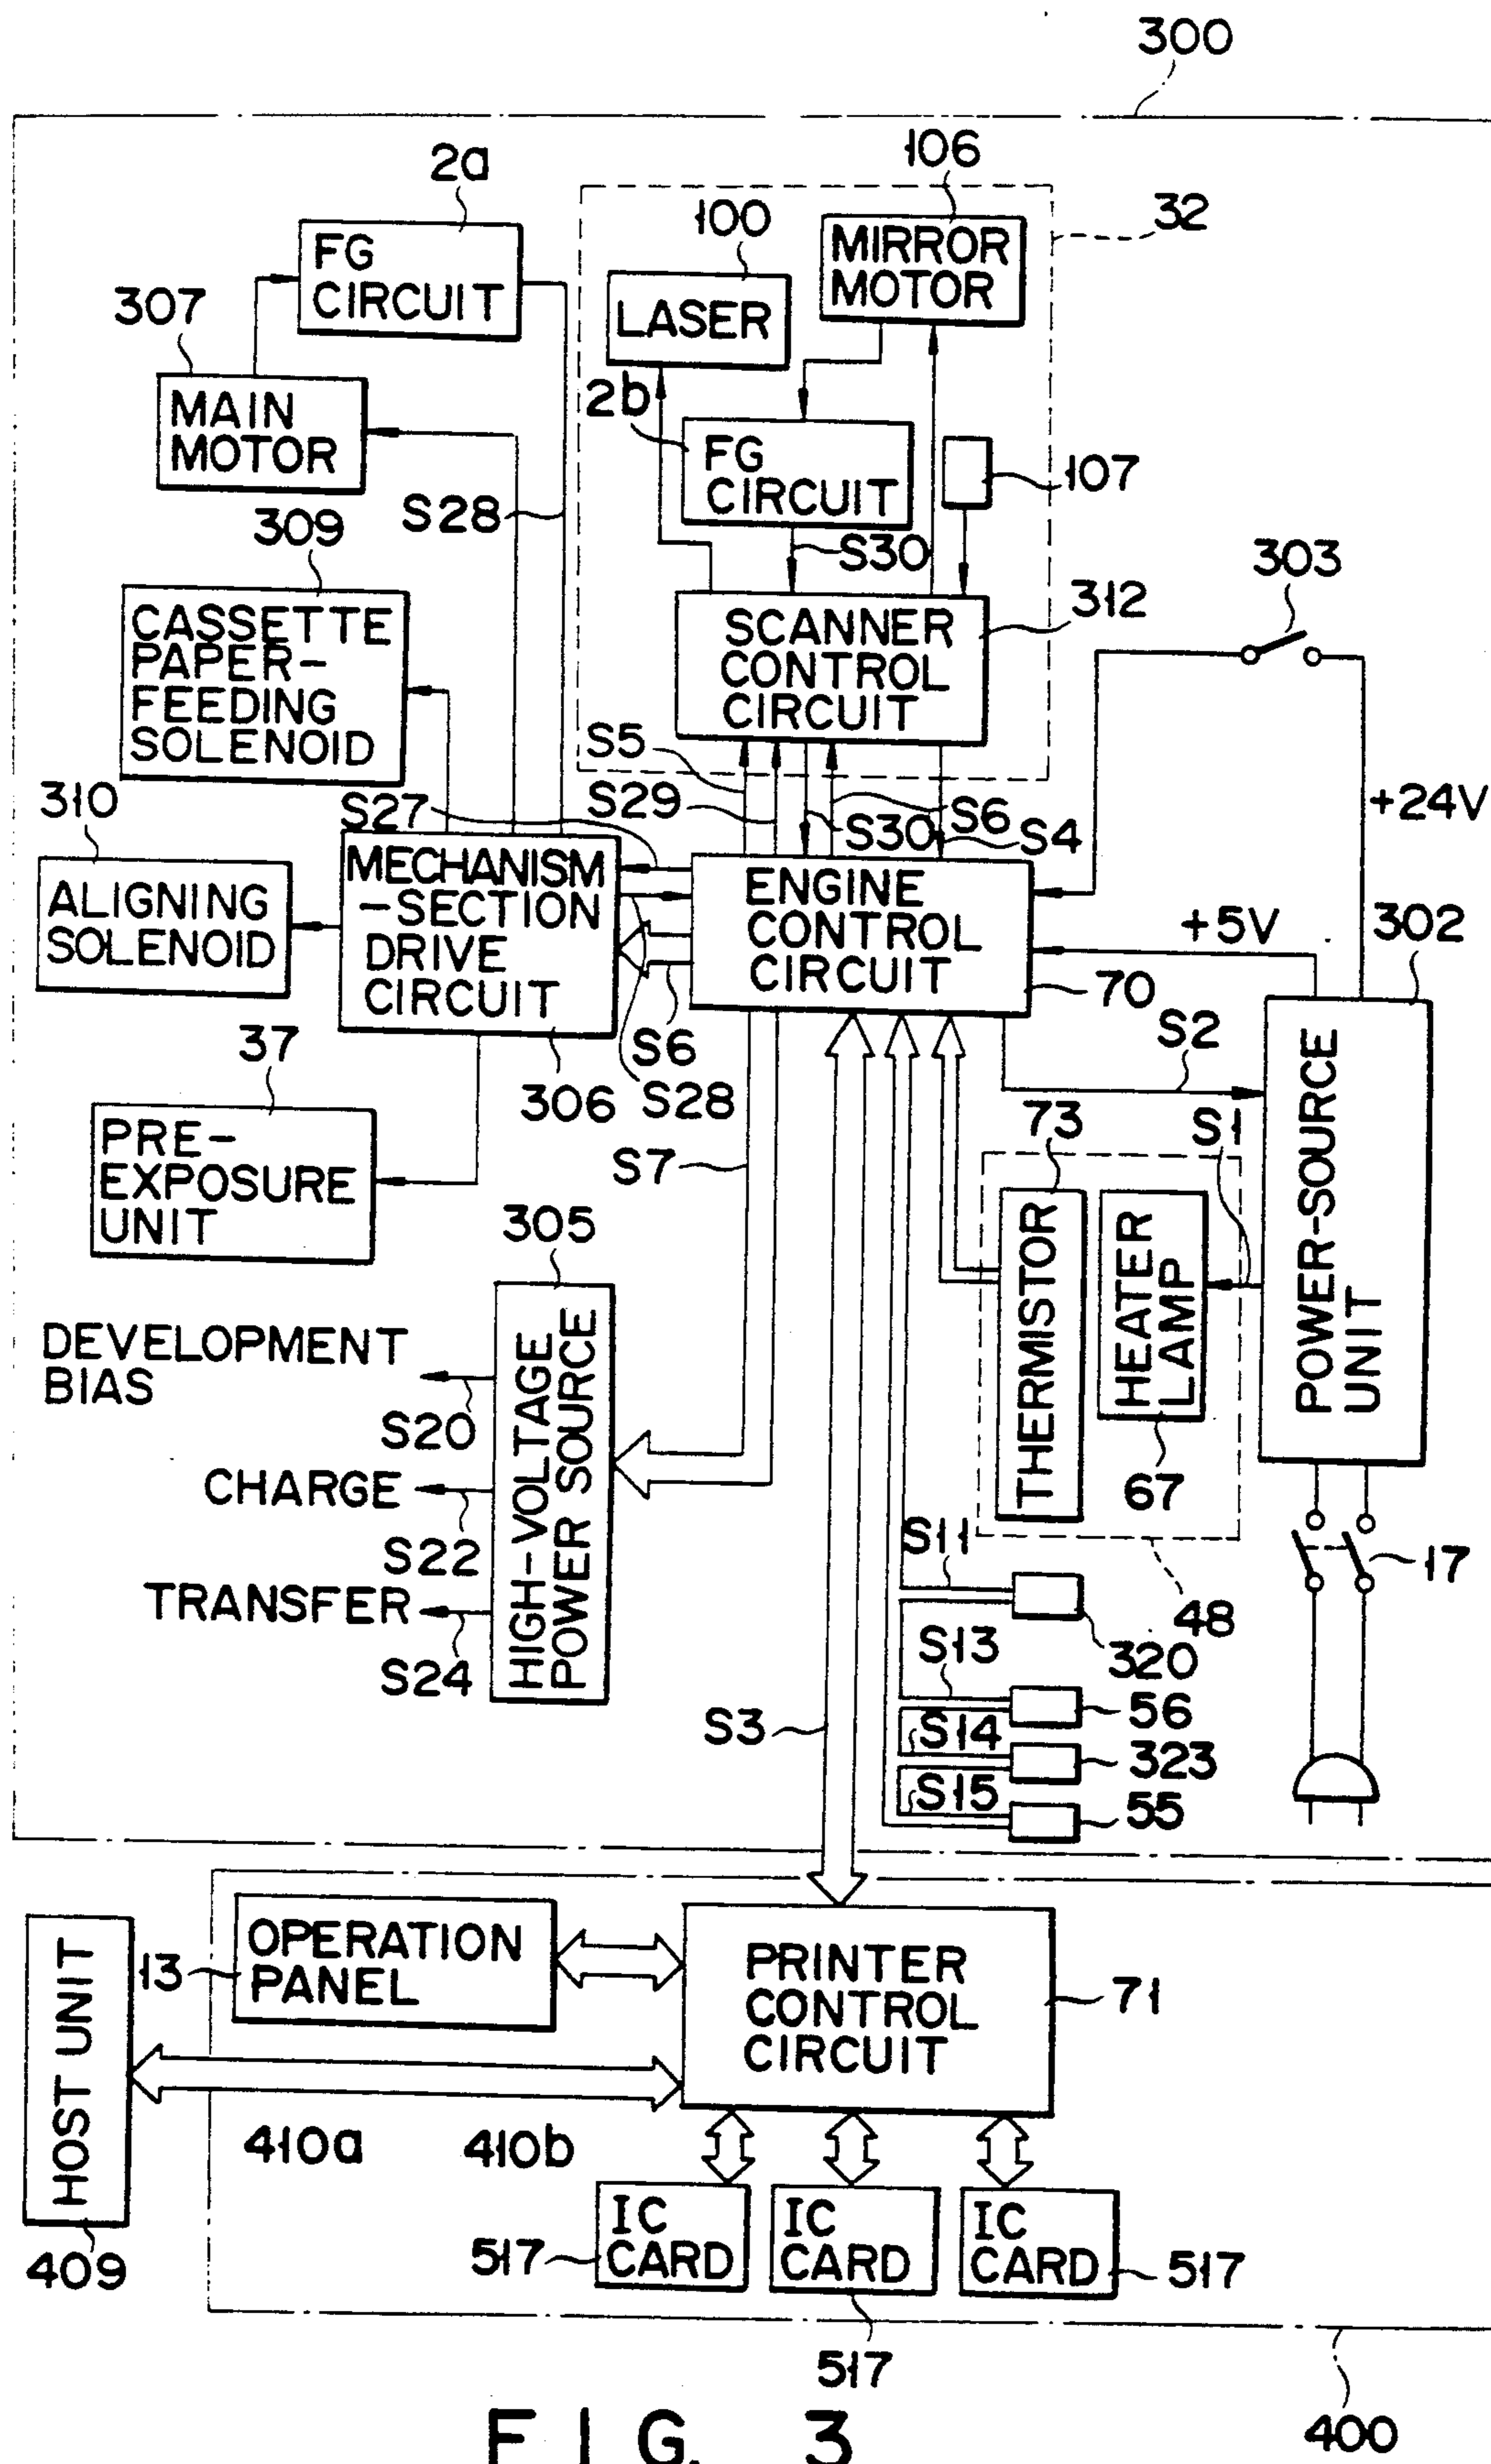 300
106
2a
32
100
MIRROR
MOTOR
FG
CIRCUIT
LASER
307
2b
MAIN
MOTOR
FG
CIRCUIT
107
S28
S30
309
303
CASSETTE
PAPER-
FEEDING
SOLENOID
SCANNER
CONTROL
CIRCUIT
312
S5
310
S27
S29
S30
S6
S4
+24V
MECHANISM
-SECTION
DRIVE
CIRCUIT
ENGINE
CONTROL
CIRCUIT
ALIGNING
SOLENOID
+5V
302
70
37
S6
S2
306
S28
73
S1
PRE-
EXPOSURE
UNIT
S7
305
THERMISTOR
HEATER
LAMP
POWER-SOURCE
UNIT
DEVELOPMENT
BIAS
S20
HIGH-VOLTAGE
POWER SOURCE
CHARGE
67
S22
S11
17
TRANSFER
48
S24
S13
320
S3
56
S14
323
S15
55
HOST UNIT
13
OPERATION
PANEL
PRINTER
CONTROL
CIRCUIT
71
410a
410b
409
517
IC
CARD
IC
CARD
IC
CARD
517
517
400
FIG. 3